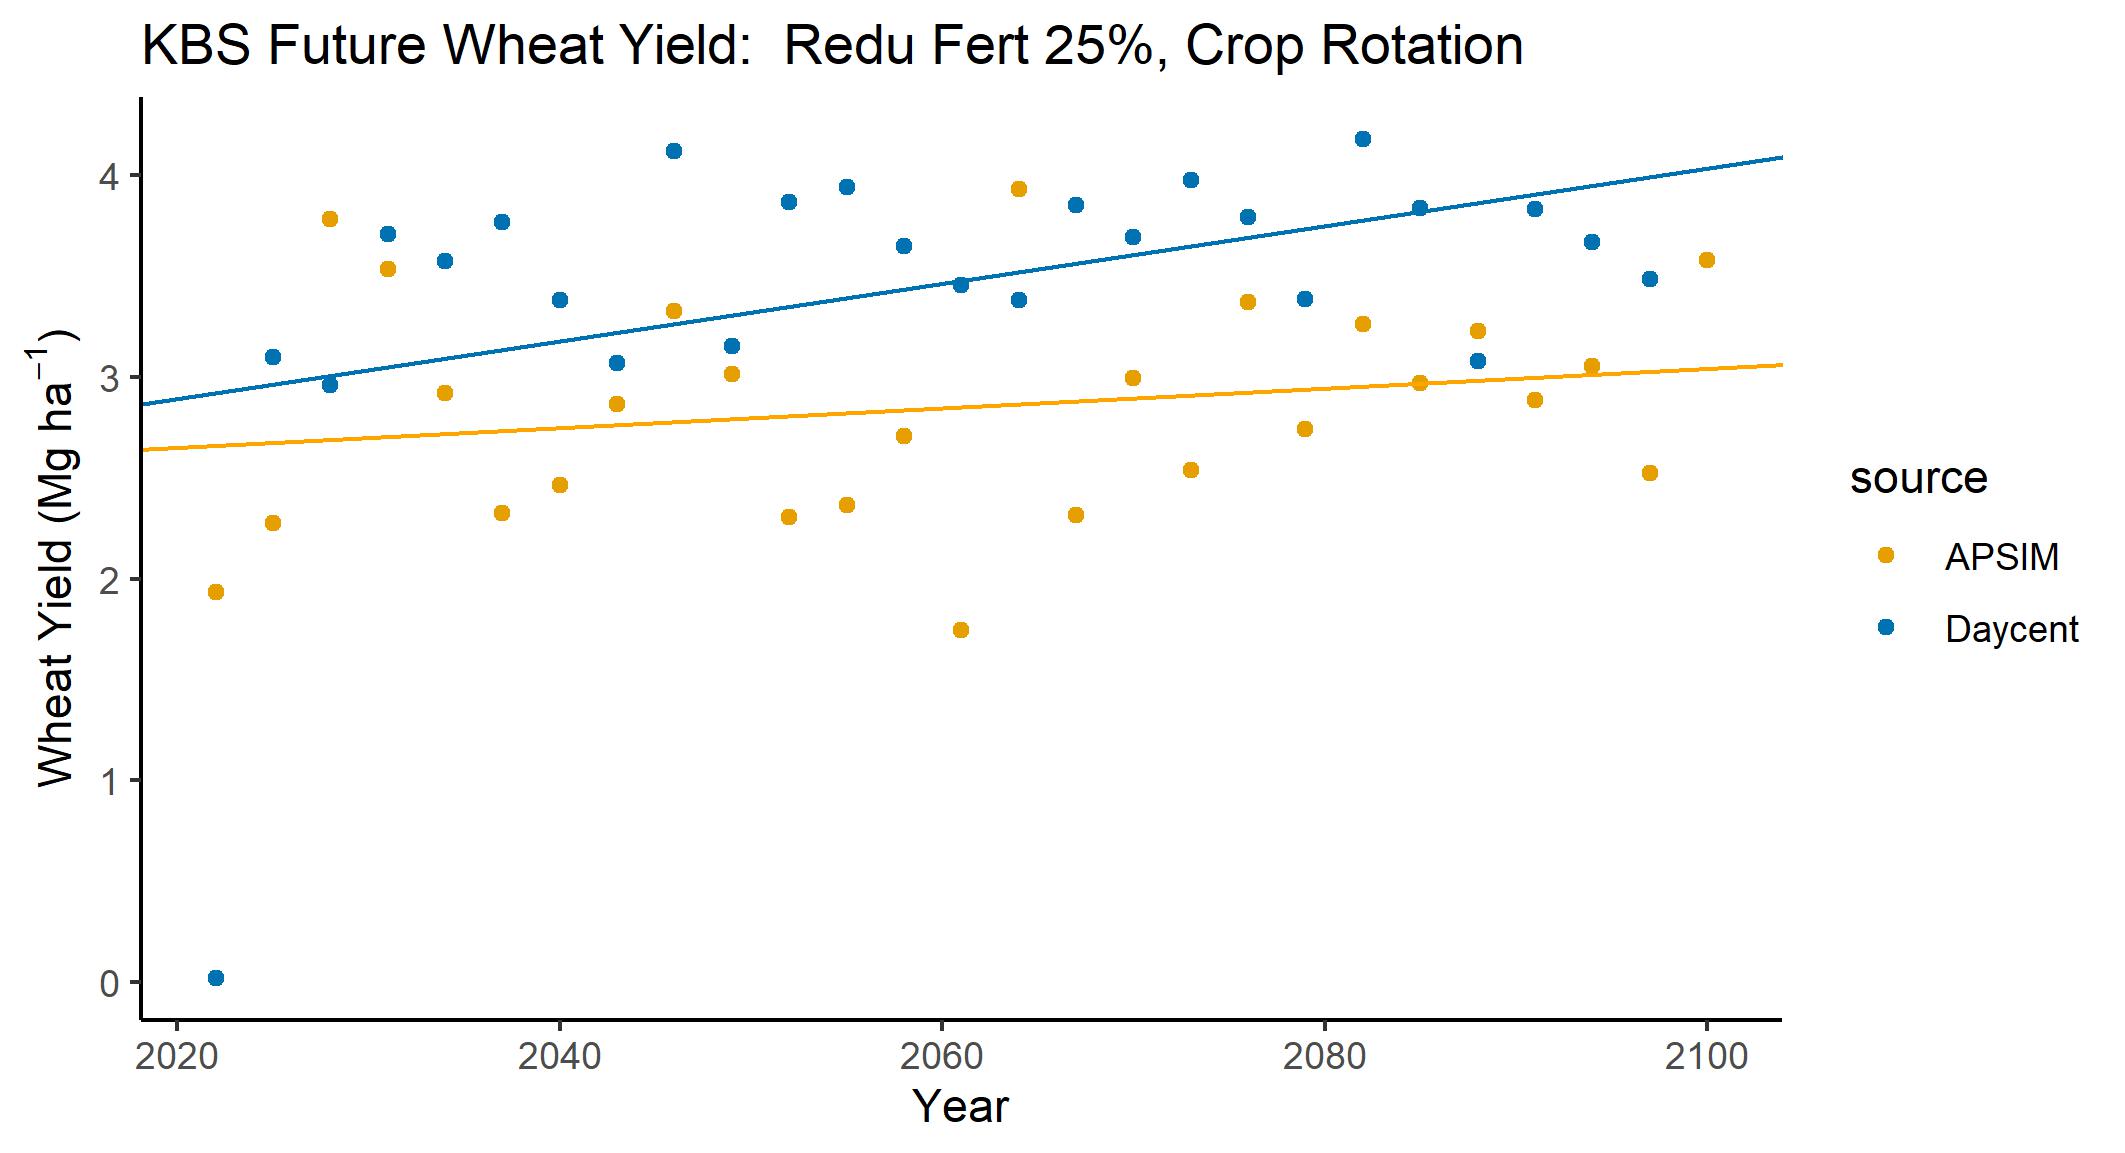 KBS Future Wheat Yield:  Redu Fert 25%, Crop Rotation
Wheat Yield (Mg ha⁻¹)
4
3
2
1
0
2020 2040 2060 2080 2100
Year
source
APSIM
Daycent